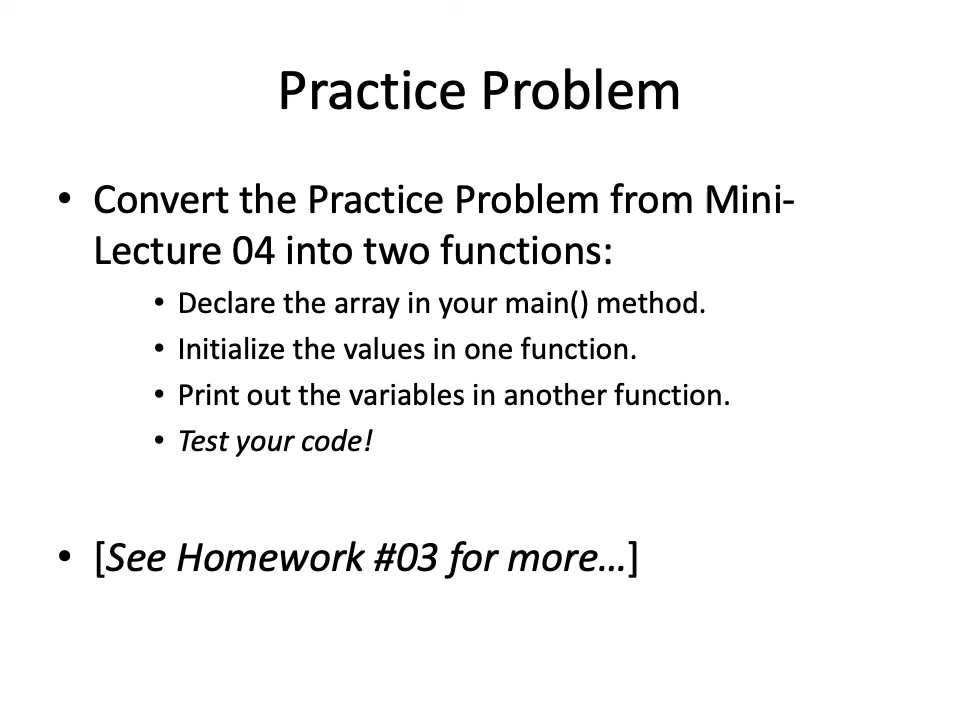 Practice Problem
• Convert the Practice Problem from Mini-
Lecture 04 into two functions:
• Declare the array in your main() method.
• Initialize the values in one function.
• Print out the variables in another function.
• Test your code!
• [See Homework #03 for more…]